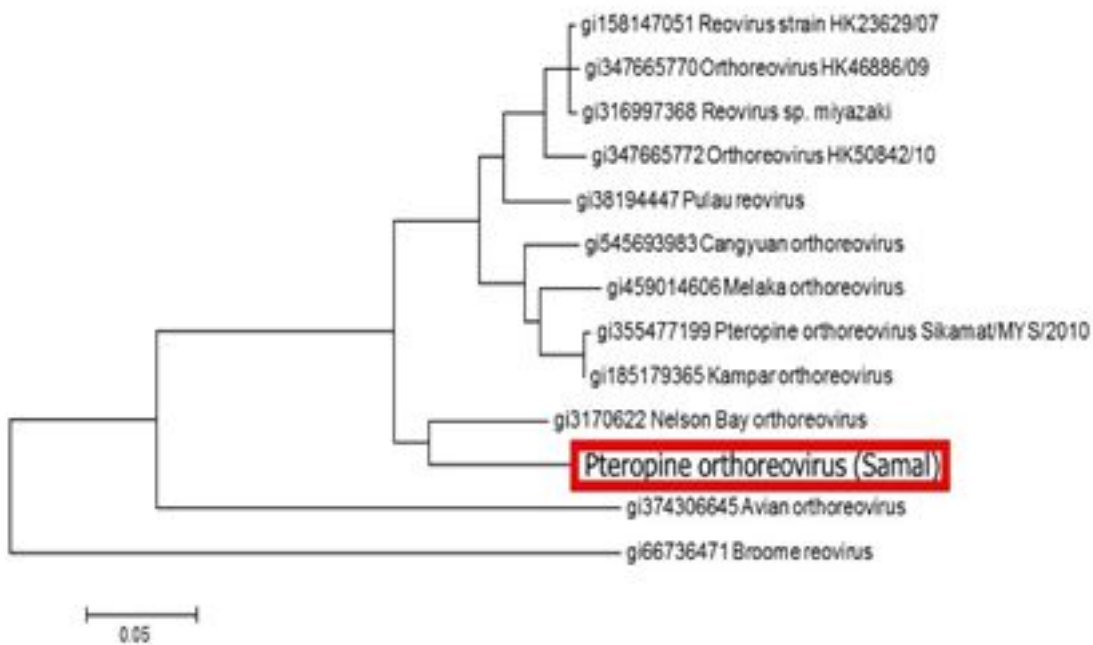 gi158147051 Reovirus strain HK23629/07
gi347665770 Orthoreovirus HK46886/09
gi316997368 Reovirus sp. miyazaki
gi347665772 Orthoreovirus HK50842/10
gi38194447 Pulau reovirus
gi545693983 Cangyuan orthoreovirus
gi459014606 Melaka orthoreovirus
gi355477199 Pteropine orthoreovirus Sikamat/MYS/2010
gi185179365 Kampar orthoreovirus
gi3170622 Nelson Bay orthoreovirus
Pteropine orthoreovirus (Samal)
gi374306645 Avian orthoreovirus
gi66736471 Broome reovirus
0.05